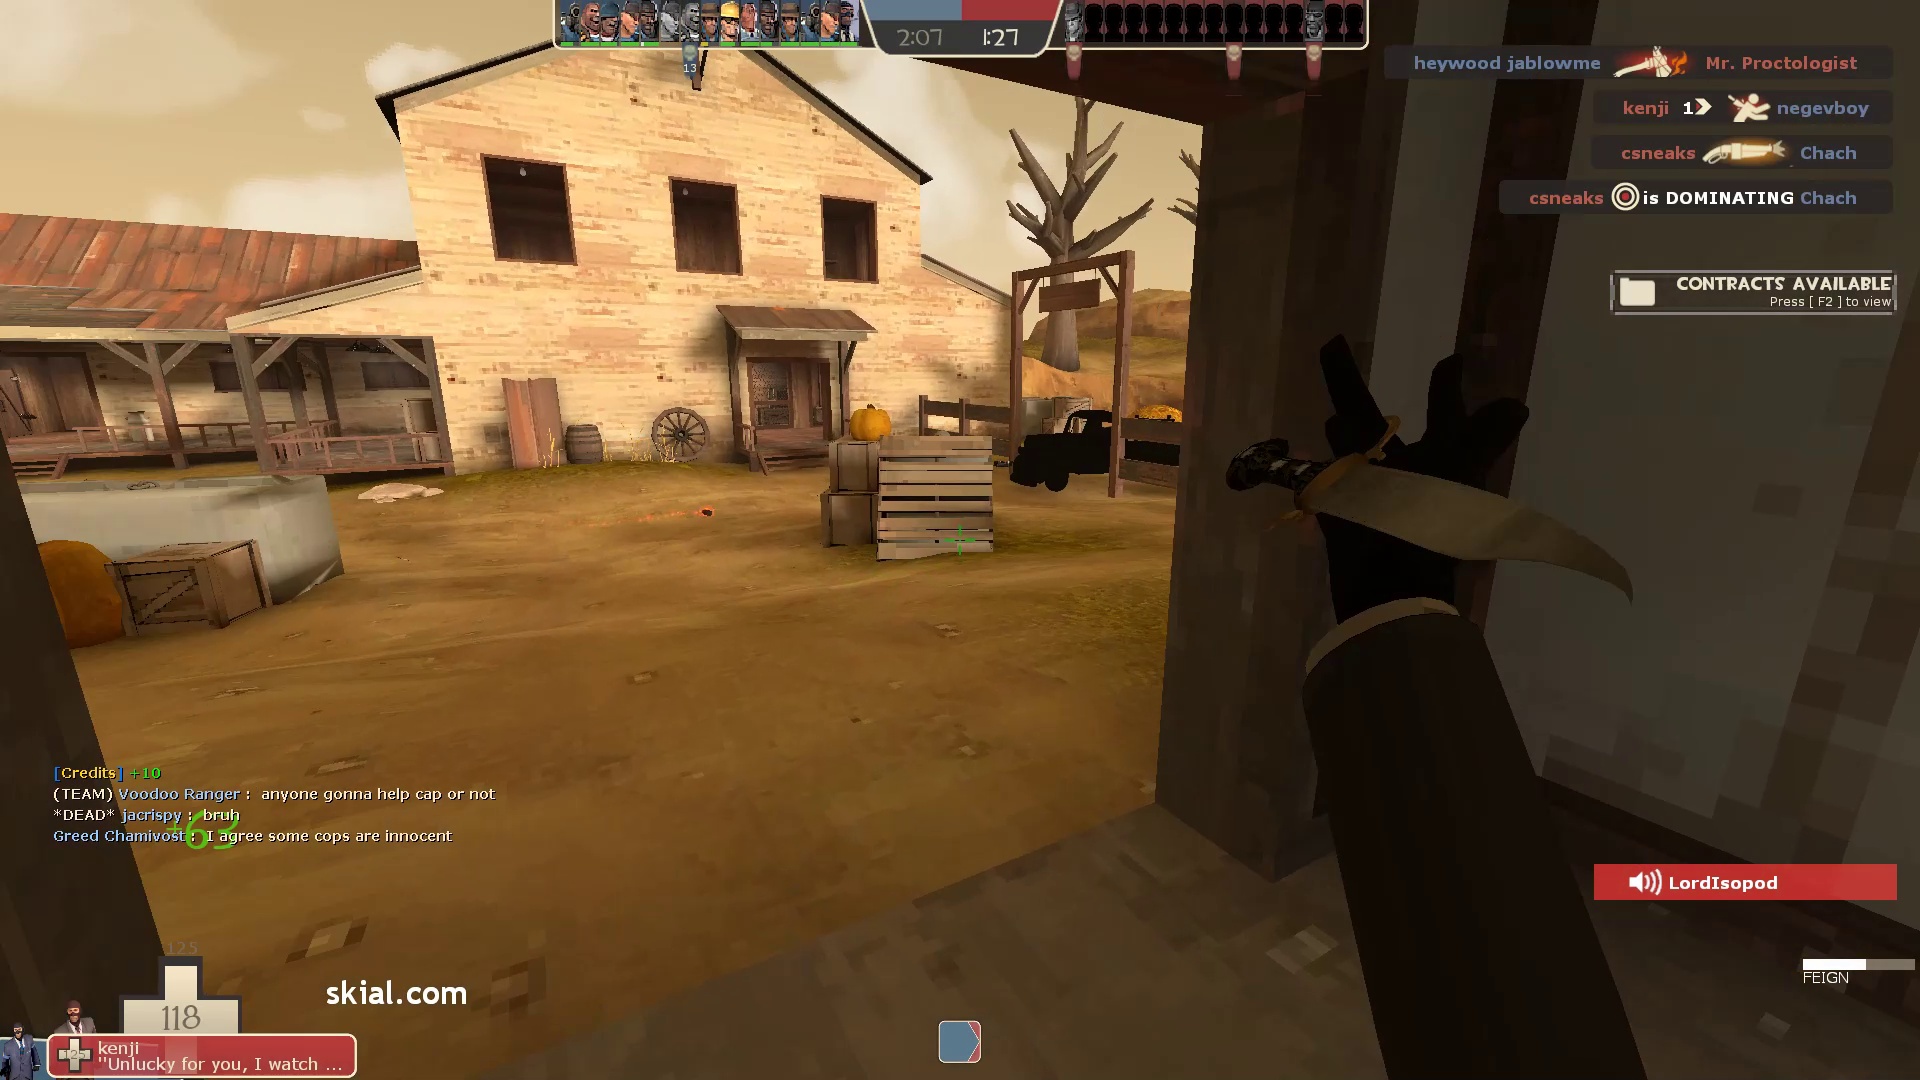 2:07 1:27
13
heywood jablowme Mr. Proctologist
kenji 1 negevboy
csneaks Chach
csneaks is DOMINATING Chach
CONTRACTS AVAILABLE
Press [ F2 ] to view
[Credits] +10
(TEAM) Voodoo Ranger : anyone gonna help cap or not
*DEAD* jacrispy : bruh
+63
Greed Chamivost : I agree some cops are innocent
LordIsopod
125
skial.com
FEIGN
118
kenji
125
"Unlucky for you, I watch ...